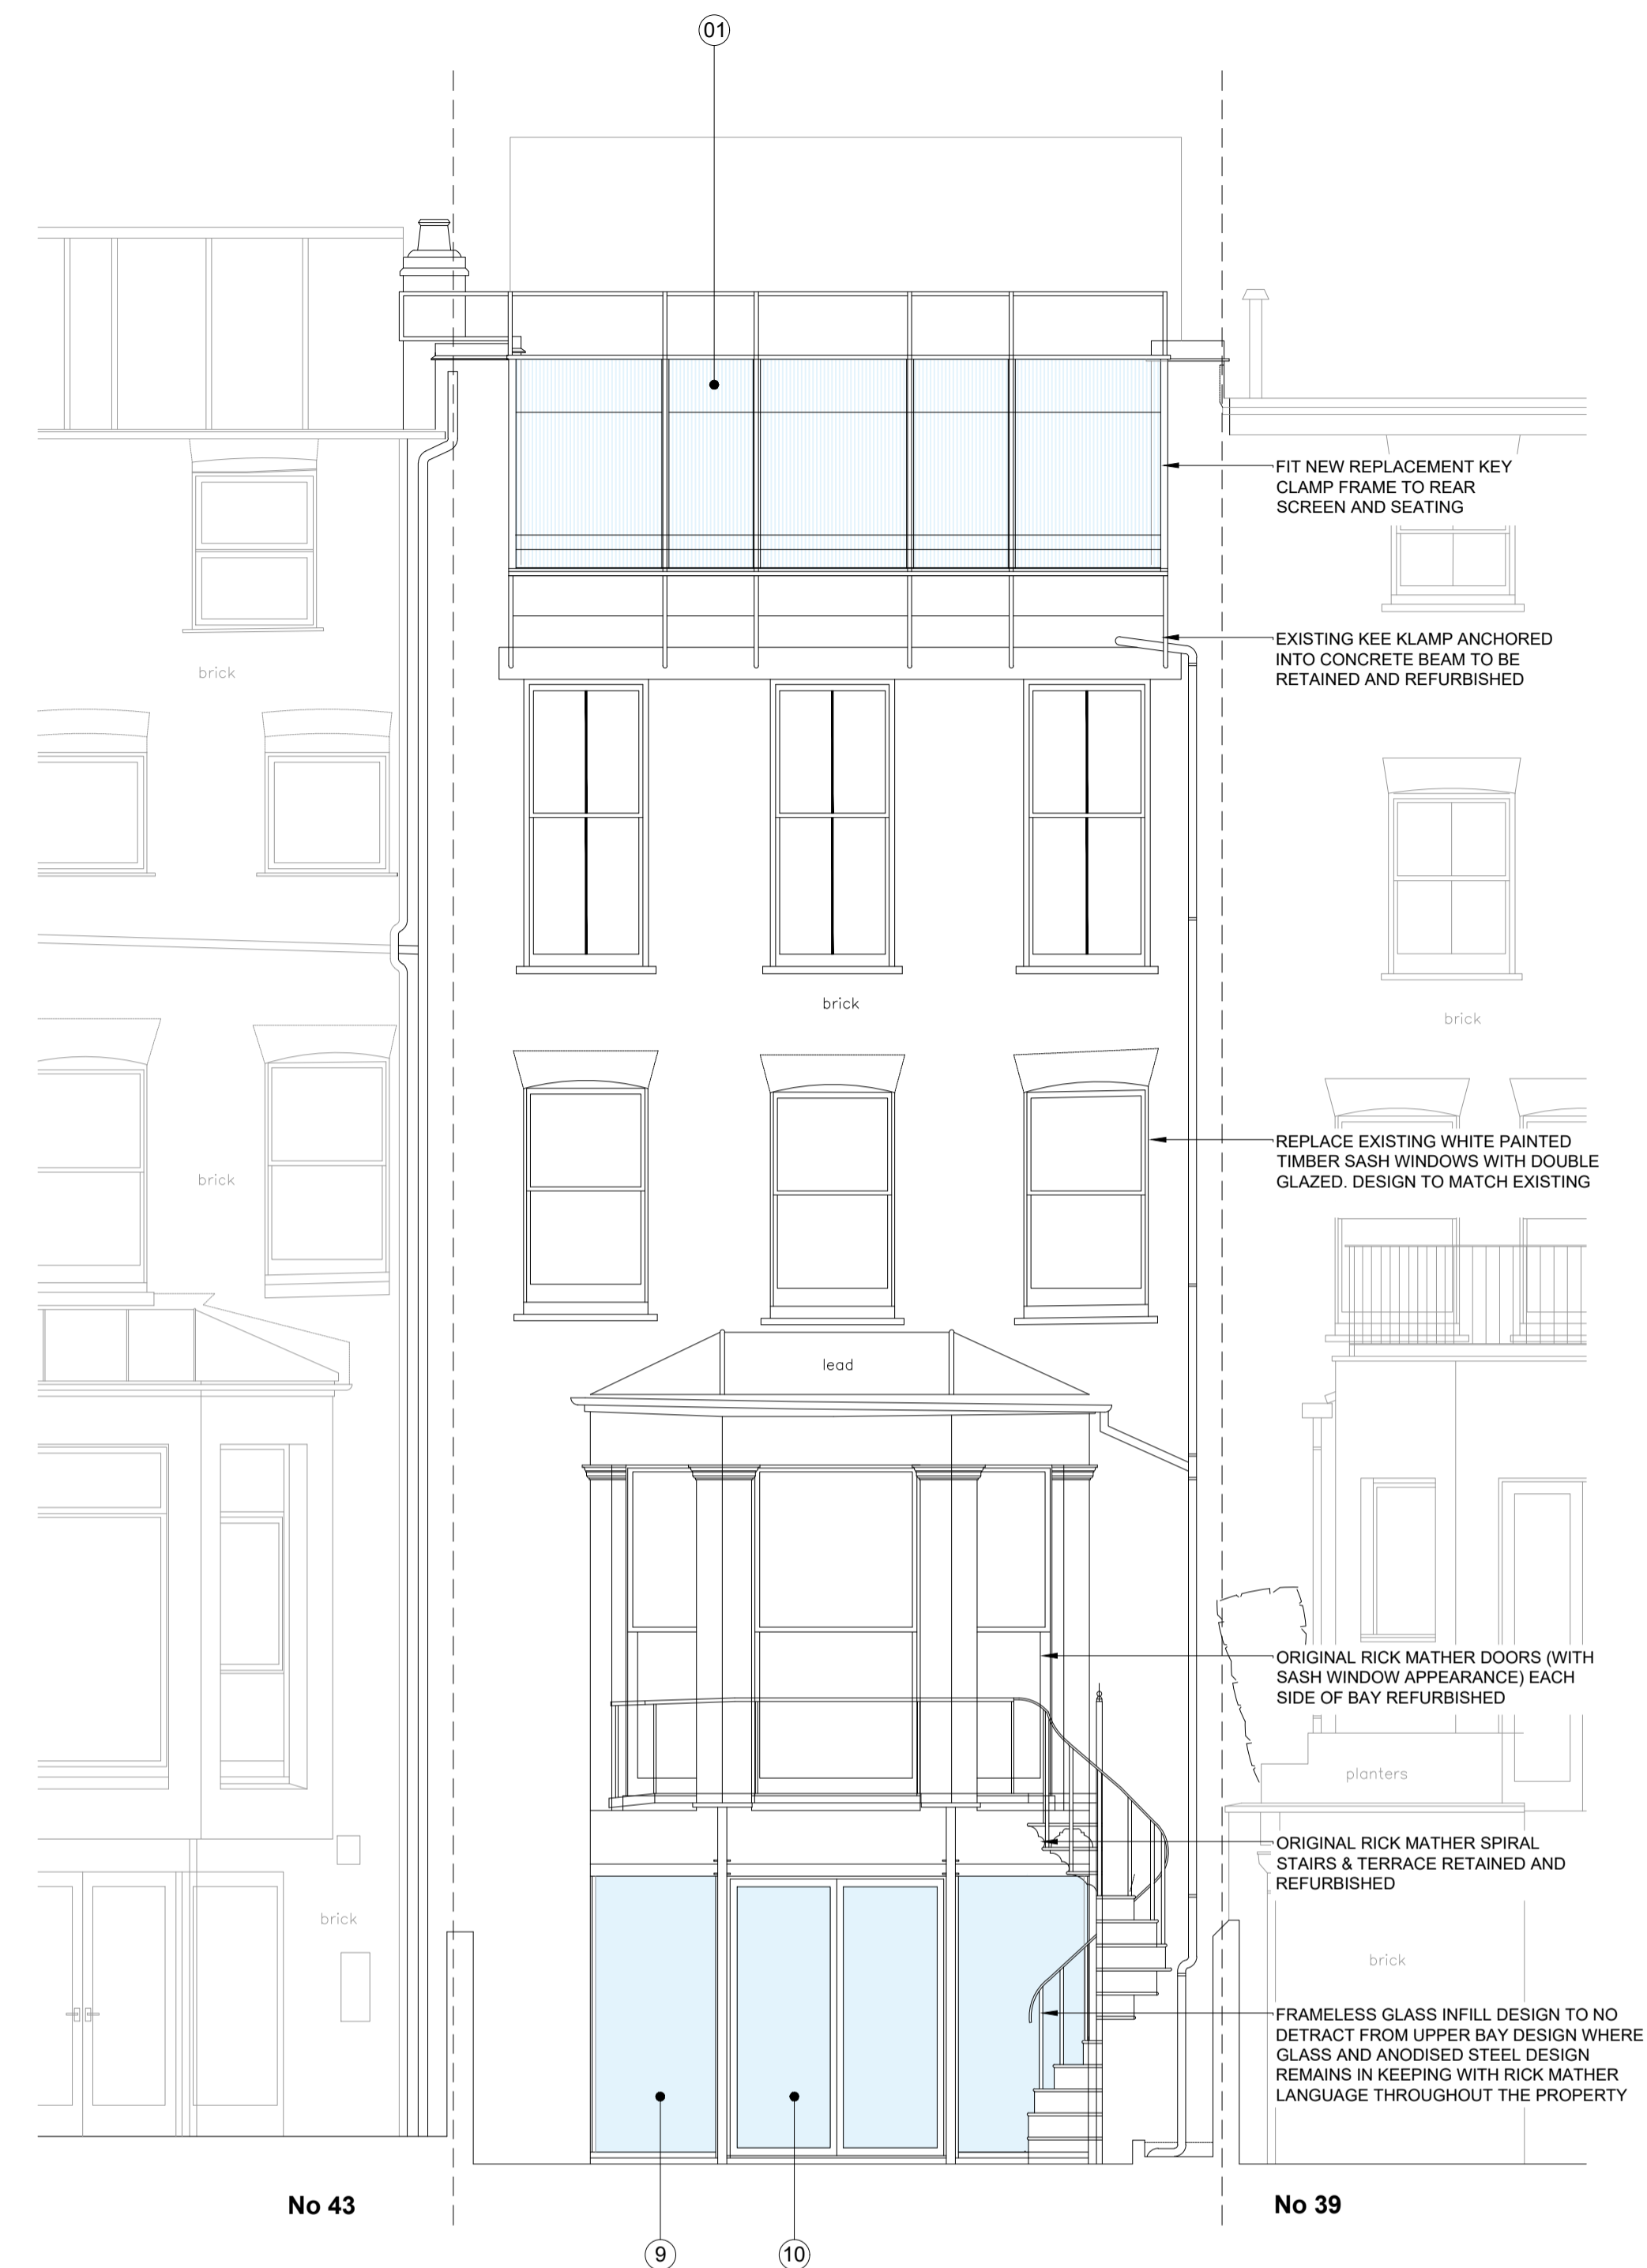 01
FIT NEW REPLACEMENT KEY
CLAMP FRAME TO REAR
SCREEN AND SEATING
EXISTING KEE KLAMP ANCHORED
INTO CONCRETE BEAM TO BE
RETAINED AND REFURBISHED
brick
brick
brick
REPLACE EXISTING WHITE PAINTED
TIMBER SASH WINDOWS WITH DOUBLE
GLAZED. DESIGN TO MATCH EXISTING
brick
lead
ORIGINAL RICK MATHER DOORS (WITH
SASH WINDOW APPEARANCE) EACH
SIDE OF BAY REFURBISHED
planters
ORIGINAL RICK MATHER SPIRAL
STAIRS & TERRACE RETAINED AND
REFURBISHED
brick
brick
FRAMELESS GLASS INFILL DESIGN TO NO
DETRACT FROM UPPER BAY DESIGN WHERE
GLASS AND ANODISED STEEL DESIGN
REMAINS IN KEEPING WITH RICK MATHER
LANGUAGE THROUGHOUT THE PROPERTY
No 43
No 39
9
10